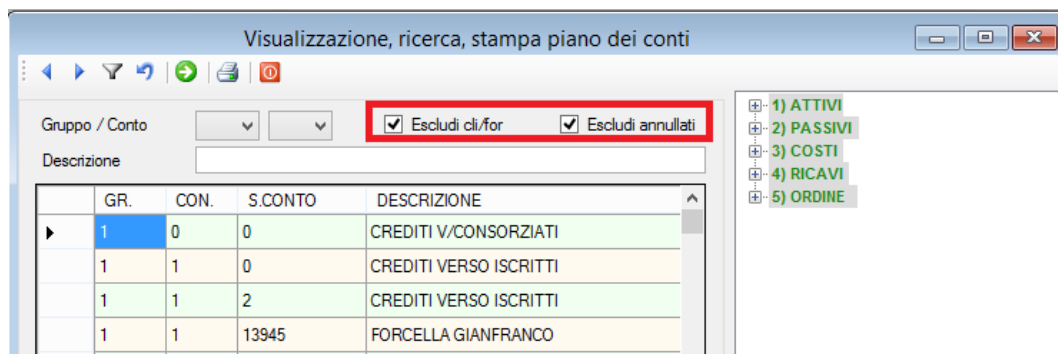 Visualizzazione, ricerca, stampa piano dei conti
Gruppo / Conto
Escludi cli/for
Escludi annullati
Descrizione
GR. CON. S.CONTO DESCRIZIONE
1 0 0 CREDITI V/CONSORZIATI
1 1 0 CREDITI VERSO ISCRITTI
1 1 2 CREDITI VERSO ISCRITTI
1 1 13945 FORCELLA GIANFRANCO
1) ATTIVI
2) PASSIVI
3) COSTI
4) RICAVI
5) ORDINE